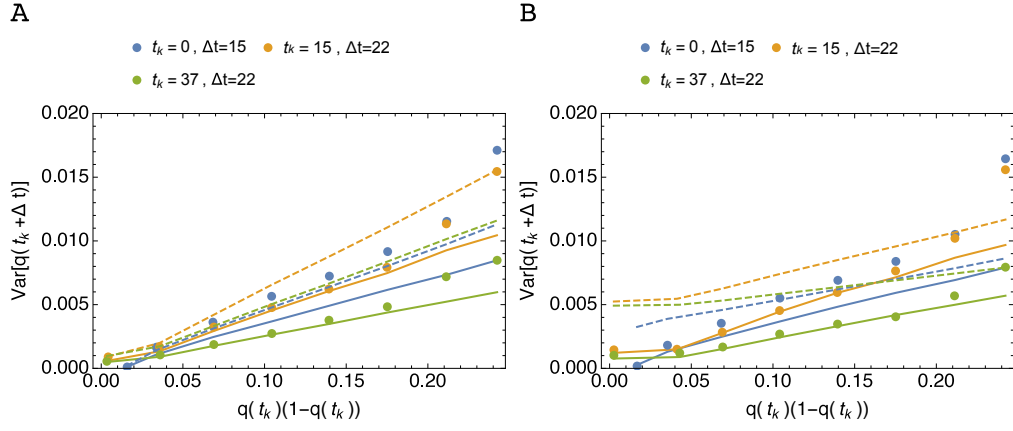 A
t_k = 0 , Δt=15 t_k = 15 , Δt=22
t_k = 37 , Δt=22
0.020
0.015
0.010
0.005
0.000
Var[q( t_k +Δ t)]
0.00 0.05 0.10 0.15 0.20
q( t_k )(1−q( t_k ))
B
t_k = 0 , Δt=15 t_k = 15 , Δt=22
t_k = 37 , Δt=22
0.020
0.015
0.010
0.005
0.000
Var[q( t_k +Δ t)]
0.00 0.05 0.10 0.15 0.20
q( t_k )(1−q( t_k ))